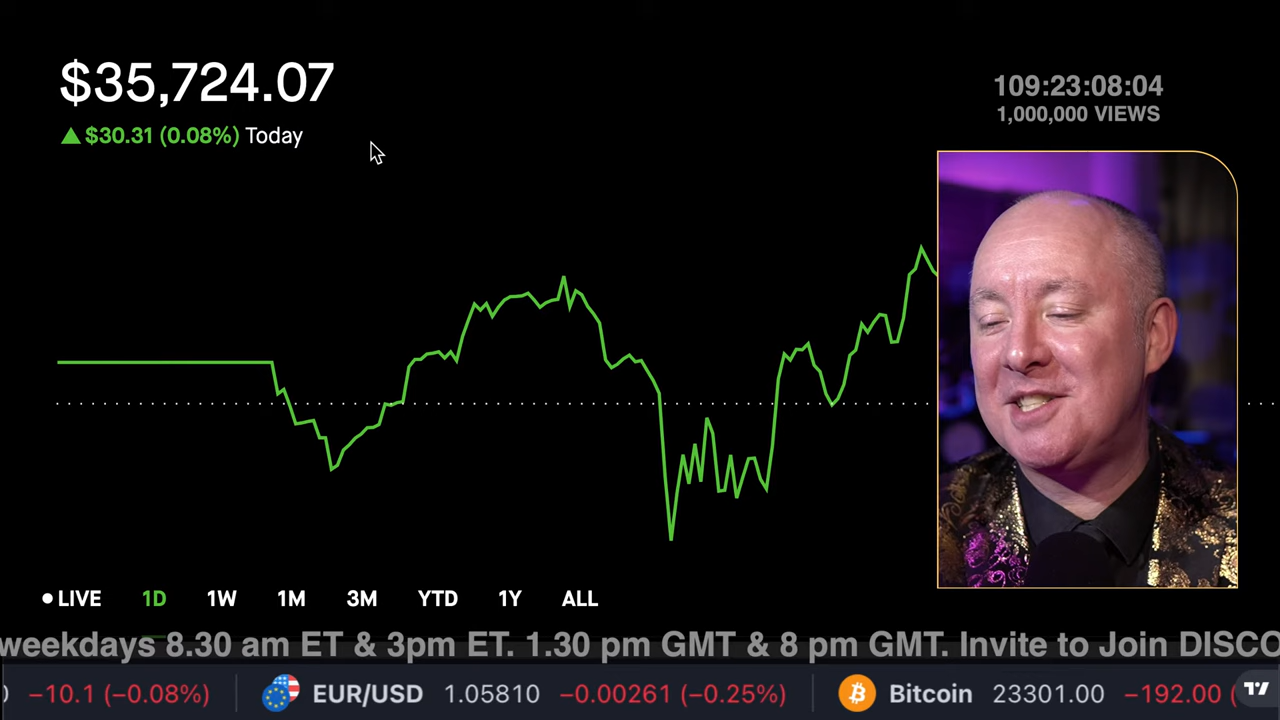 $35,724.07
$30.31 (0.08%) Today
109:23:08:04
1,000,000 VIEWS
LIVE 1D 1W 1M 3M YTD 1Y ALL
weekdays 8.30 am ET & 3pm ET. 1.30 pm GMT & 8 pm GMT. Invite to Join DISCO
−10.1 (−0.08%) EUR/USD 1.05810 −0.00261 (−0.25%) Bitcoin 23301.00 −192.00 (